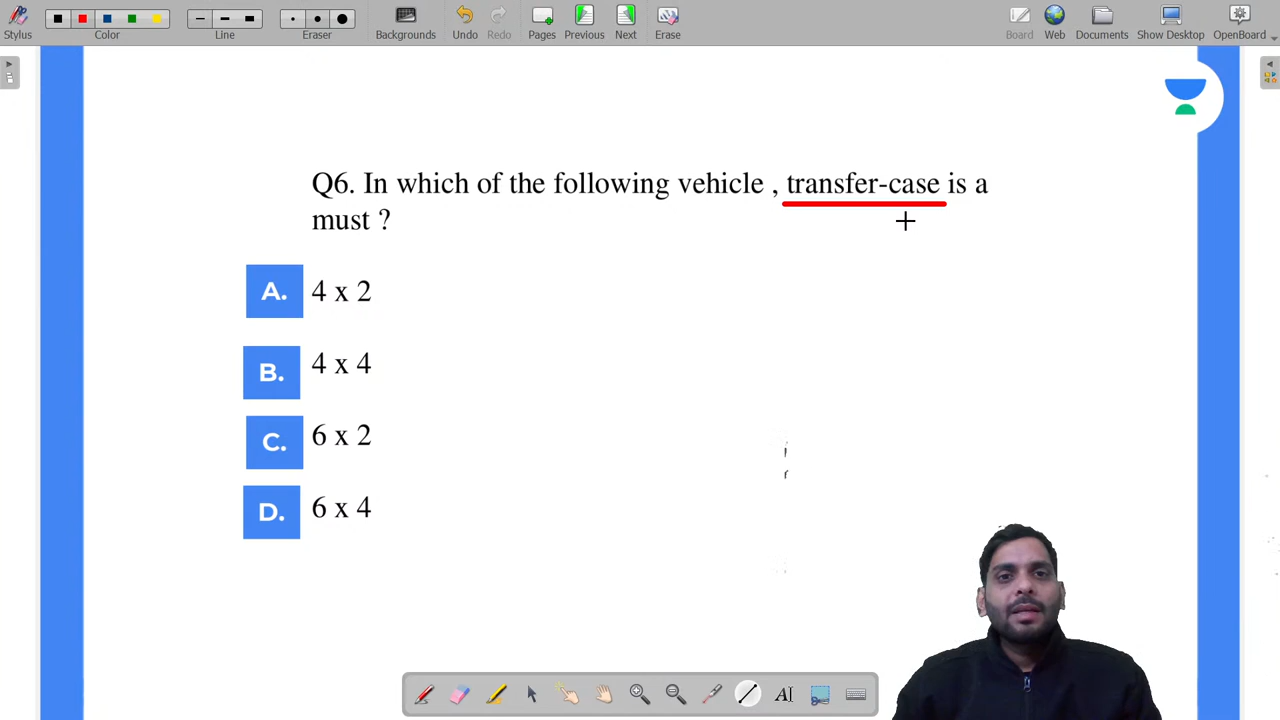 Stylus
Color
Line
Eraser
Backgrounds
Undo
Redo
Pages
Previous
Next
Erase
Board
Web
Documents
Show Desktop
OpenBoard
Q6. In which of the following vehicle , transfer-case is a
must ?
A. 4 x 2
B. 4 x 4
C. 6 x 2
D. 6 x 4